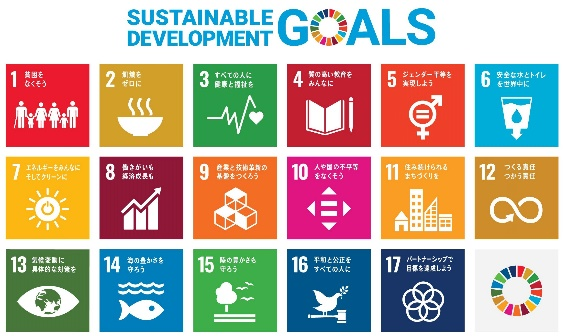 SUSTAINABLE
DEVELOPMENT
GOALS
1 貧困を
なくそう
2 飢餓を
ゼロに
3 すべての人に
健康と福祉を
4 質の高い教育を
みんなに
5 ジェンダー平等を
実現しよう
6 安全な水とトイレ
を世界中に
7 エネルギーをみんなに
そしてクリーンに
8 働きがいも
経済成長も
9 産業と技術革新の
基盤をつくろう
10 人や国の不平等
をなくそう
11 住み続けられる
まちづくりを
12 つくる責任
つかう責任
13 気候変動に
具体的な対策を
14 海の豊かさを
守ろう
15 陸の豊かさも
守ろう
16 平和と公正を
すべての人に
17 パートナーシップで
目標を達成しよう